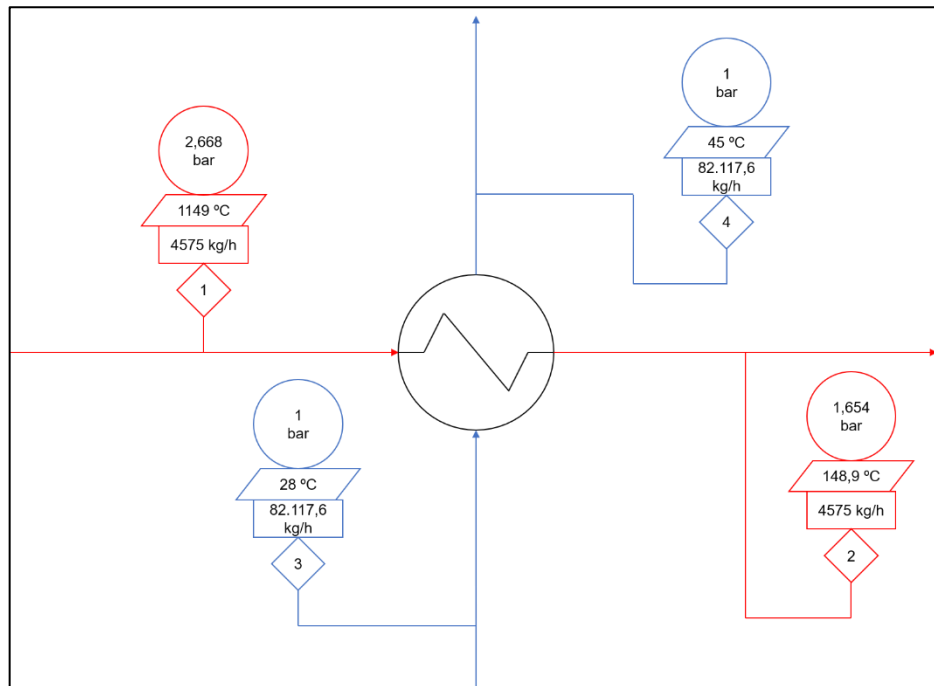 2,668
bar
1149 ºC
4575 kg/h
1
1
bar
45 ºC
82.117,6
kg/h
4
1
bar
28 ºC
82.117,6
kg/h
3
1,654
bar
148,9 ºC
4575 kg/h
2